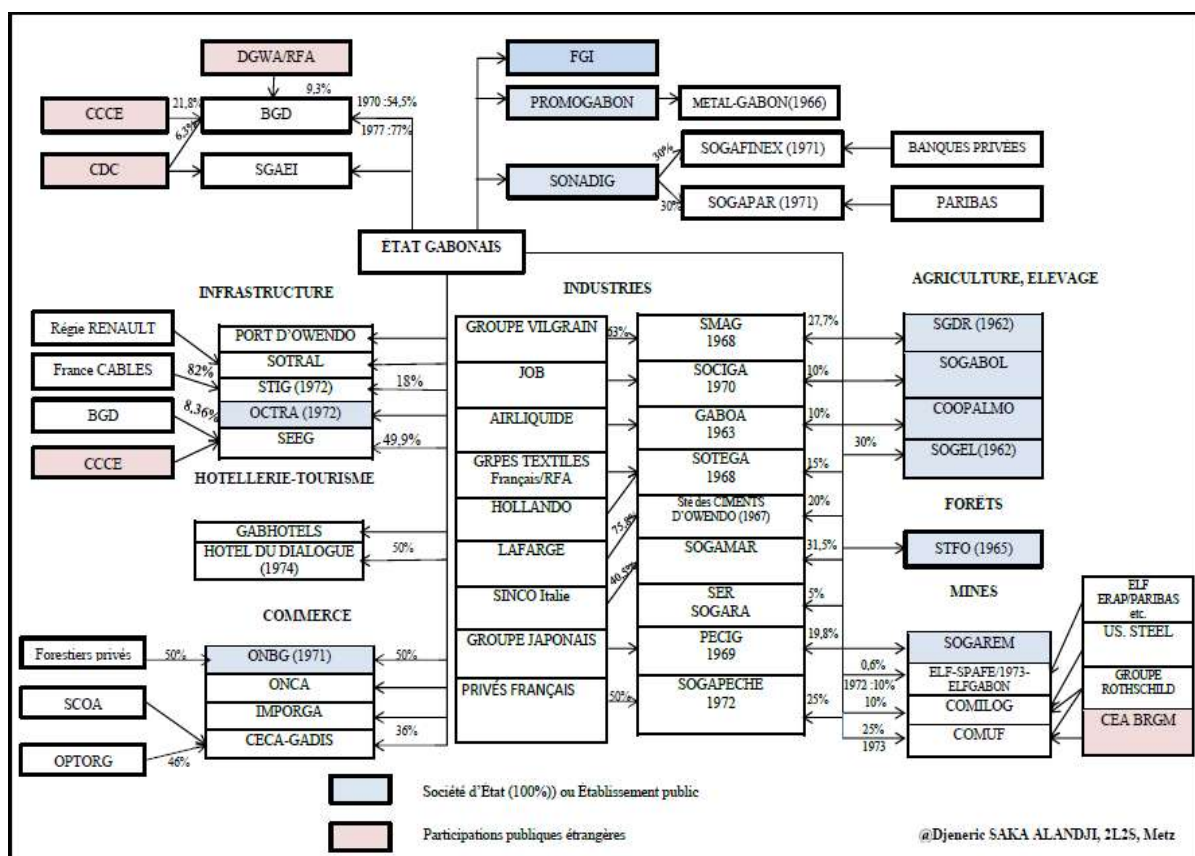 DGWA/RFA
9.3%
CCCE
21,8%
BGD
1970 :54,5%
1977 :77%
6,3%
CDC
SGAEI
FGI
PROMOGABON
METAL-GABON(1966)
30%
SOGAFINEX (1971)
BANQUES PRIVÉES
SONADIG
30%
SOGAPAR (1971)
PARIBAS
ÉTAT GABONAIS
INFRASTRUCTURE
Régie RENAULT
PORT D'OWENDO
SOTRAL
France CABLES
82%
STIG (1972)
18%
BGD
8,36%
OCTRA (1972)
SEEG
49,9%
CCCE
HOTELLERIE-TOURISME
GABHOTELS
HOTEL DU DIALOGUE
(1974)
50%
COMMERCE
Forestiers privés
50%
ONBG (1971)
50%
SCOA
ONCA
IMPORGA
36%
CECA-GADIS
OPTORG
46%
INDUSTRIES
GROUPE VILGRAIN
63%
SMAG
1968
27,7%
JOB
SOCIGA
1970
10%
AIRLIQUIDE
GABOA
1963
10%
30%
GRPES TEXTILES
Français/RFA
SOTEGA
1968
15%
HOLLANDO
75,8%
Sté des CIMENTS
D'OWENDO (1967)
20%
LAFARGE
40,5%
SOGAMAR
31,5%
SINCO Italie
SER
SOGARA
5%
GROUPE JAPONAIS
PECIG
1969
19,8%
PRIVÉS FRANÇAIS
50%
SOGAPECHE
1972
25%
AGRICULTURE, ELEVAGE
SGDR (1962)
SOGABOL
COOPALMO
SOGEL(1962)
FORÊTS
STFO (1965)
MINES
SOGAREM
0,6%
1972 :10%
ELF-SPAFE/1973-
ELFGABON
10%
COMILOG
25%
1973
COMUF
ELF
ERAP/PARIBAS
etc.
US. STEEL
GROUPE
ROTHSCHILD
CEA BRGM
Société d'État (100%)) ou Établissement public
Participations publiques étrangères
@Djeneric SAKA ALANDJI, 2L2S, Metz